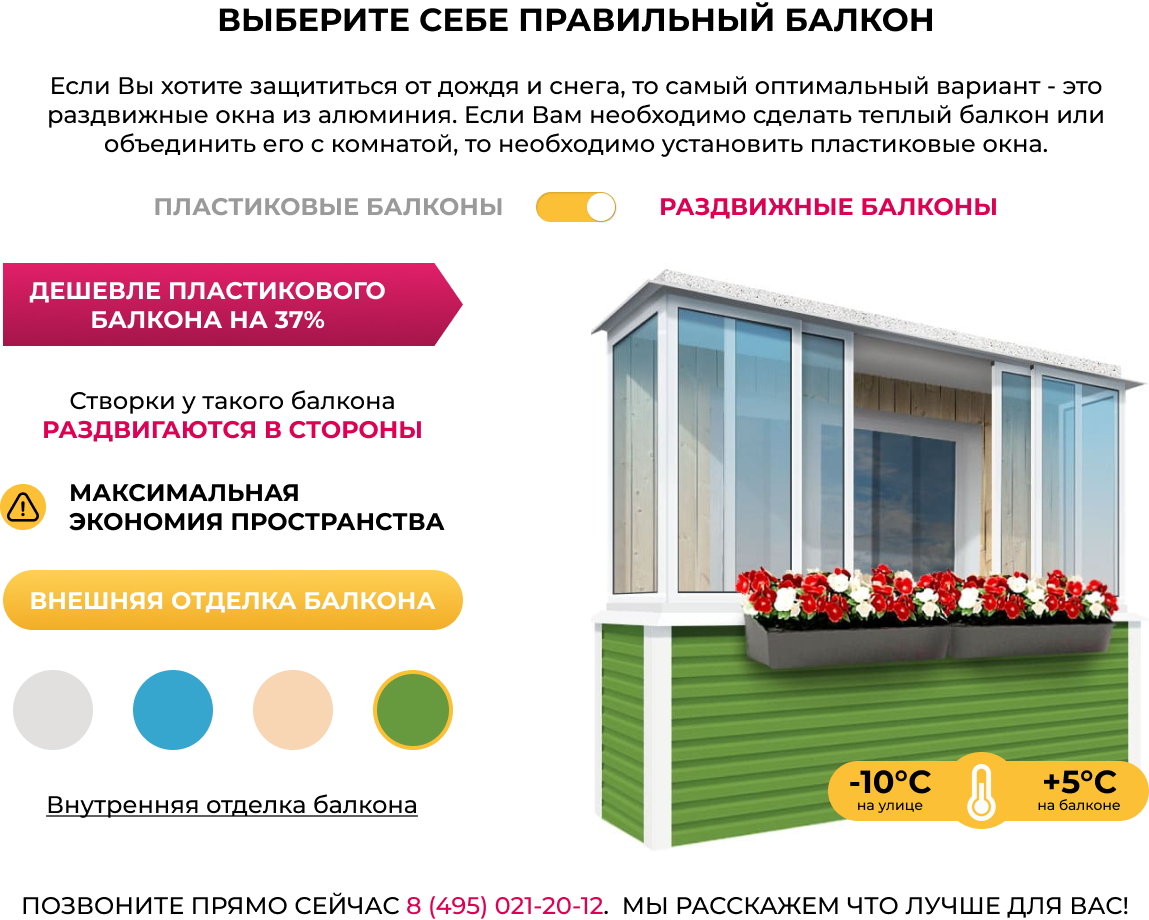 ВЫБЕРИТЕ СЕБЕ ПРАВИЛЬНЫЙ БАЛКОН
Если Вы хотите защититься от дождя и снега, то самый оптимальный вариант - это
раздвижные окна из алюминия. Если Вам необходимо сделать теплый балкон или
объединить его с комнатой, то необходимо установить пластиковые окна.
ПЛАСТИКОВЫЕ БАЛКОНЫ
РАЗДВИЖНЫЕ БАЛКОНЫ
ДЕШЕВЛЕ ПЛАСТИКОВОГО
БАЛКОНА НА 37%
Створки у такого балкона
РАЗДВИГАЮТСЯ В СТОРОНЫ
МАКСИМАЛЬНАЯ
ЭКОНОМИЯ ПРОСТРАНСТВА
ВНЕШНЯЯ ОТДЕЛКА БАЛКОНА
Внутренняя отделка балкона
-10°C
на улице
+5°C
на балконе
ПОЗВОНИТЕ ПРЯМО СЕЙЧАС 8 (495) 021-20-12. МЫ РАССКАЖЕМ ЧТО ЛУЧШЕ ДЛЯ ВАС!